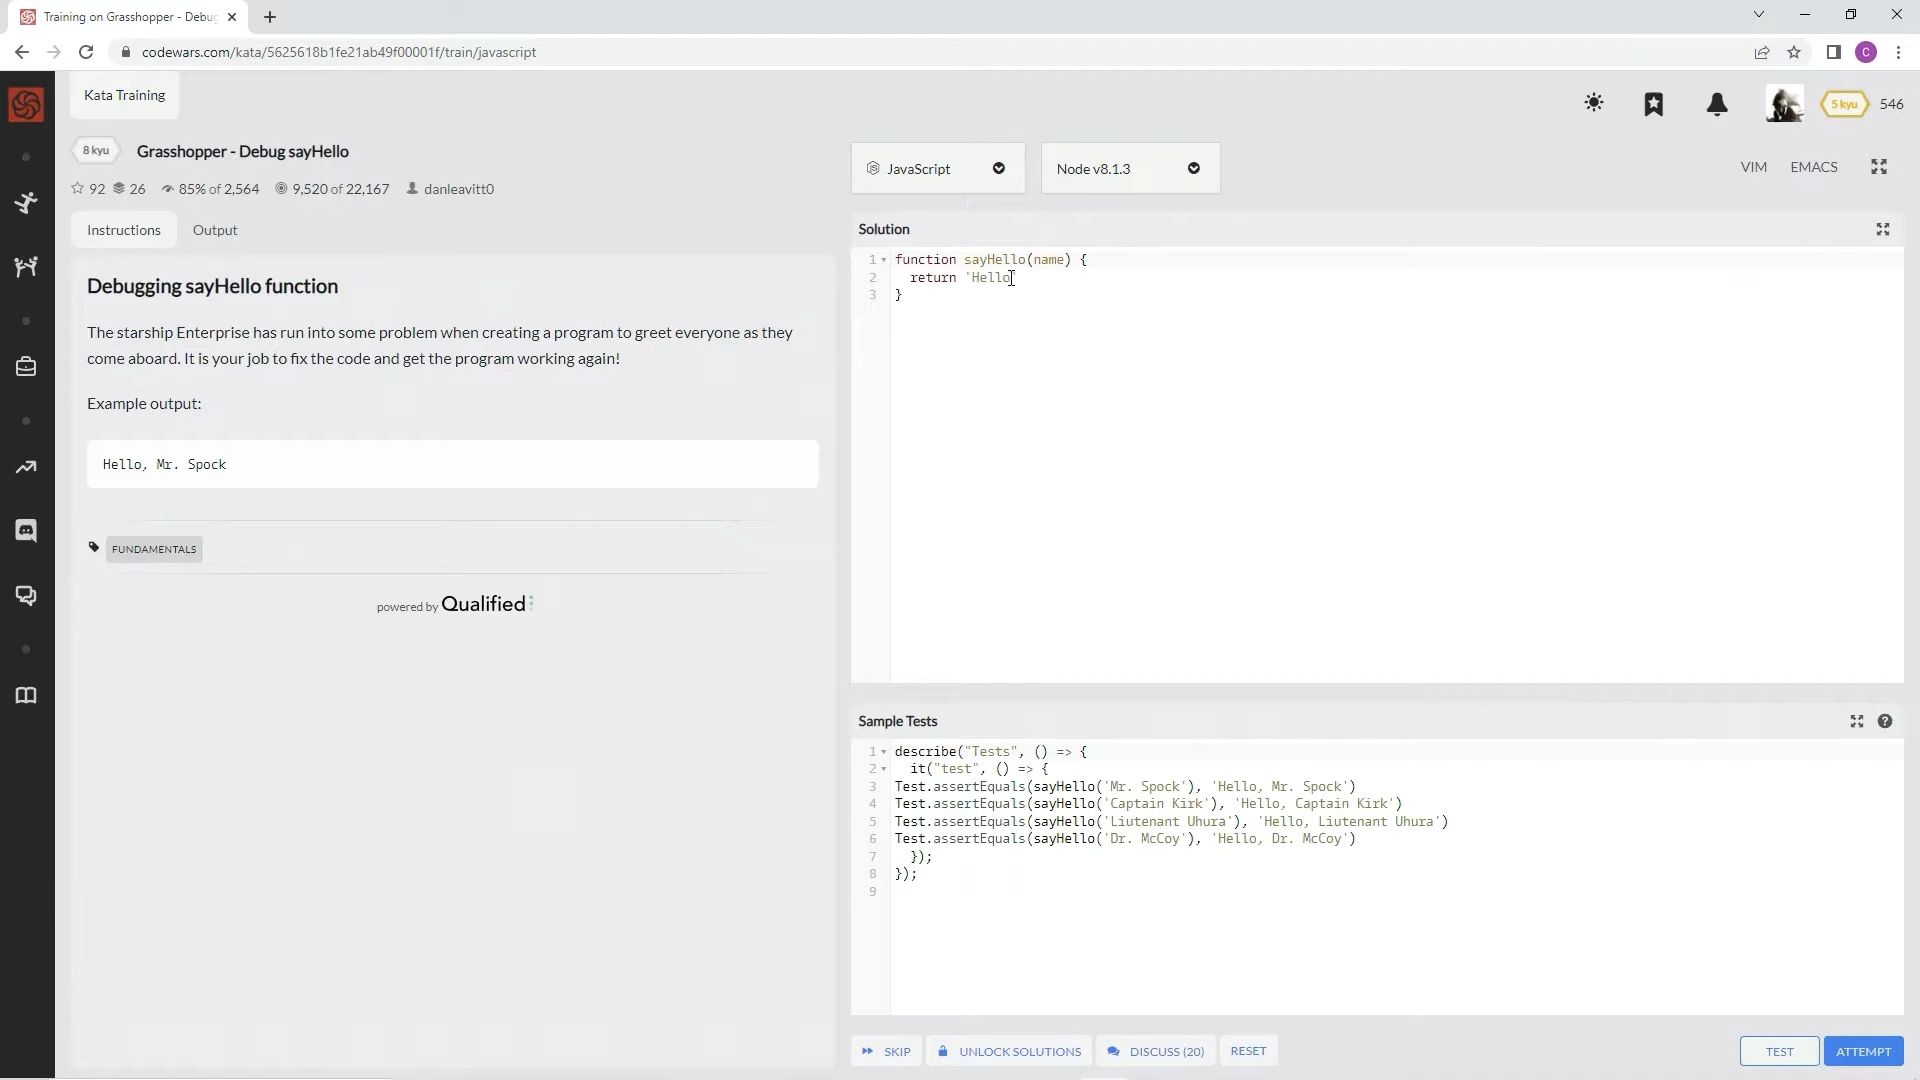 Training on Grasshopper - Debug
codewars.com/kata/5625618b1fe21ab49f00001f/train/javascript
C
Kata Training
5 kyu 546
8 kyu Grasshopper - Debug sayHello
92 26 85% of 2,564 9,520 of 22,167 danleavitt0
JavaScript
Node v8.1.3
VIM EMACS
Instructions Output
Debugging sayHello function
The starship Enterprise has run into some problem when creating a program to greet everyone as they
come aboard. It is your job to fix the code and get the program working again!
Example output:
Hello, Mr. Spock
FUNDAMENTALS
powered by Qualified
Solution
1 function sayHello(name) {
2 return 'Hello'
3 }
Sample Tests
1 describe("Tests", () => {
2 it("test", () => {
3 Test.assertEquals(sayHello('Mr. Spock'), 'Hello, Mr. Spock')
4 Test.assertEquals(sayHello('Captain Kirk'), 'Hello, Captain Kirk')
5 Test.assertEquals(sayHello('Liutenant Uhura'), 'Hello, Liutenant Uhura')
6 Test.assertEquals(sayHello('Dr. McCoy'), 'Hello, Dr. McCoy')
7 });
8 });
9
SKIP UNLOCK SOLUTIONS DISCUSS (20) RESET
TEST ATTEMPT